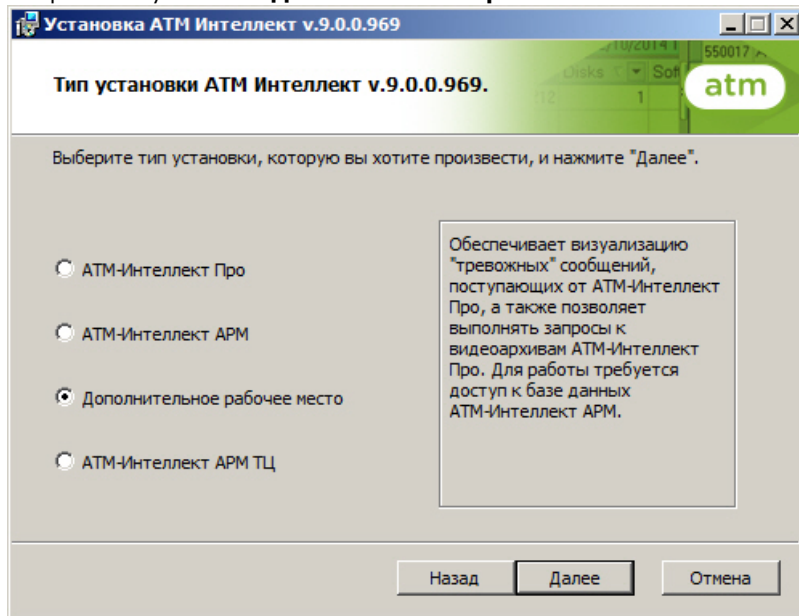 Установка АТМ Интеллект v.9.0.0.969
Тип установки АТМ Интеллект v.9.0.0.969.
Disks
1
550017
atm
Выберите тип установки, которую вы хотите произвести, и нажмите "Далее".
АТМ-Интеллект Про
АТМ-Интеллект АРМ
Дополнительное рабочее место
АТМ-Интеллект АРМ ТЦ
Обеспечивает визуализацию
"тревожных" сообщений,
поступающих от АТМ-Интеллект
Про, а также позволяет
выполнять запросы к
видеоархивам АТМ-Интеллект
Про. Для работы требуется
доступ к базе данных
АТМ-Интеллект АРМ.
Назад
Далее
Отмена